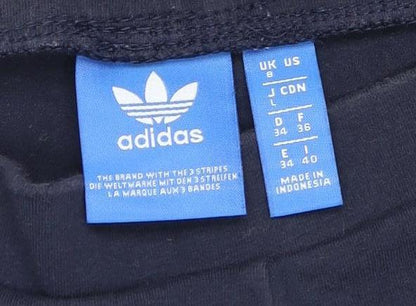 adidas
THE BRAND WITH THE 3 STRIPES
DIE WELTMARKE MIT DEN 3 STREIFEN
LA MARQUE AUX 3 BANDES
UK US
8
J CDN
L
D F
34 36
E I
34 40
MADE IN
INDONESIA